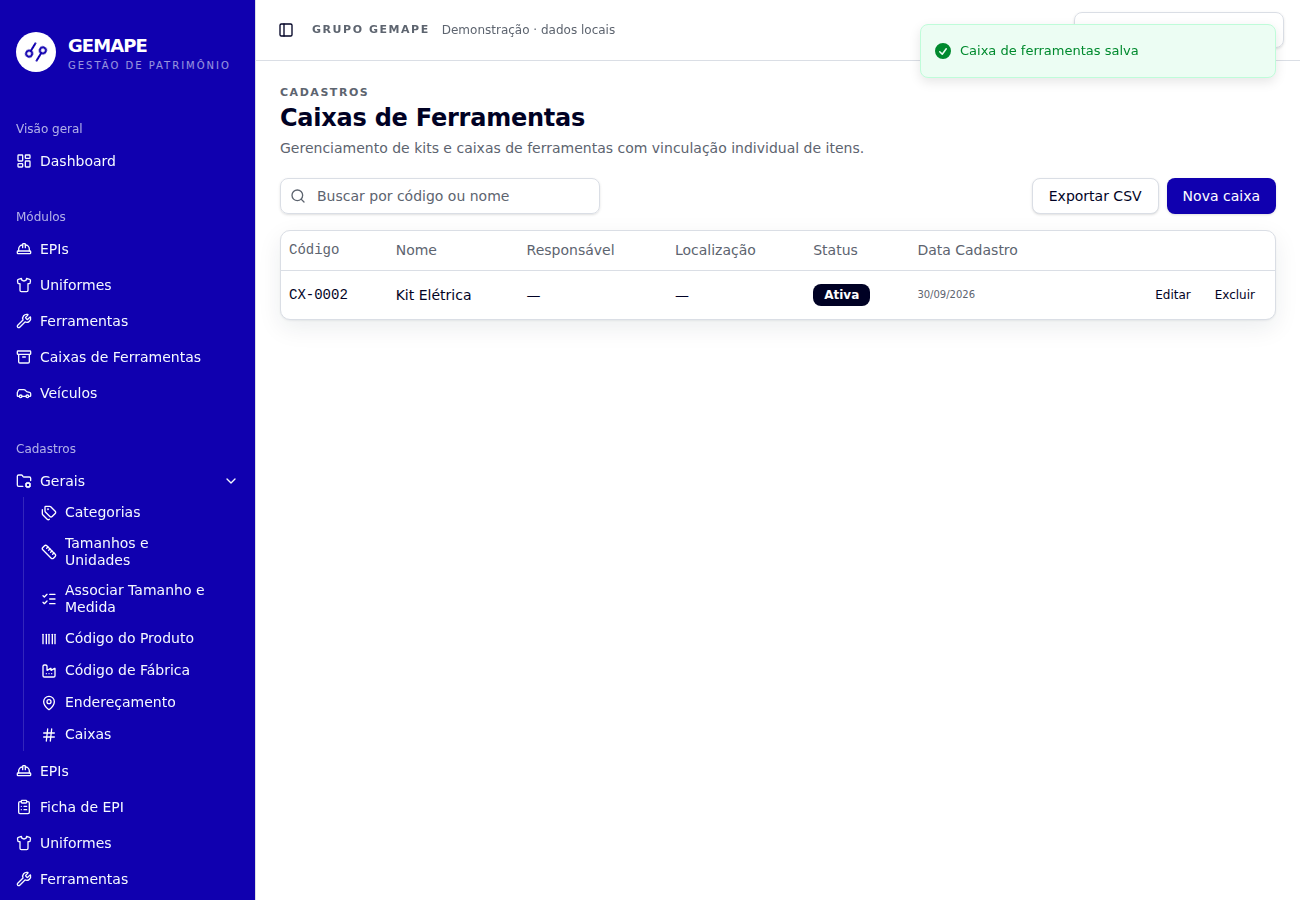 GEMAPE
GESTÃO DE PATRIMÔNIO
Visão geral
Dashboard
Módulos
EPIs
Uniformes
Ferramentas
Caixas de Ferramentas
Veículos
Cadastros
Gerais
Categorias
Tamanhos e
Unidades
Associar Tamanho e
Medida
Código do Produto
Código de Fábrica
Endereçamento
Caixas
EPIs
Ficha de EPI
Uniformes
Ferramentas
GRUPO GEMAPE Demonstração · dados locais
Caixa de ferramentas salva
CADASTROS
Caixas de Ferramentas
Gerenciamento de kits e caixas de ferramentas com vinculação individual de itens.
Buscar por código ou nome Exportar CSV Nova caixa
Código Nome Responsável Localização Status Data Cadastro
CX-0002 Kit Elétrica — — Ativa 30/09/2026 Editar Excluir